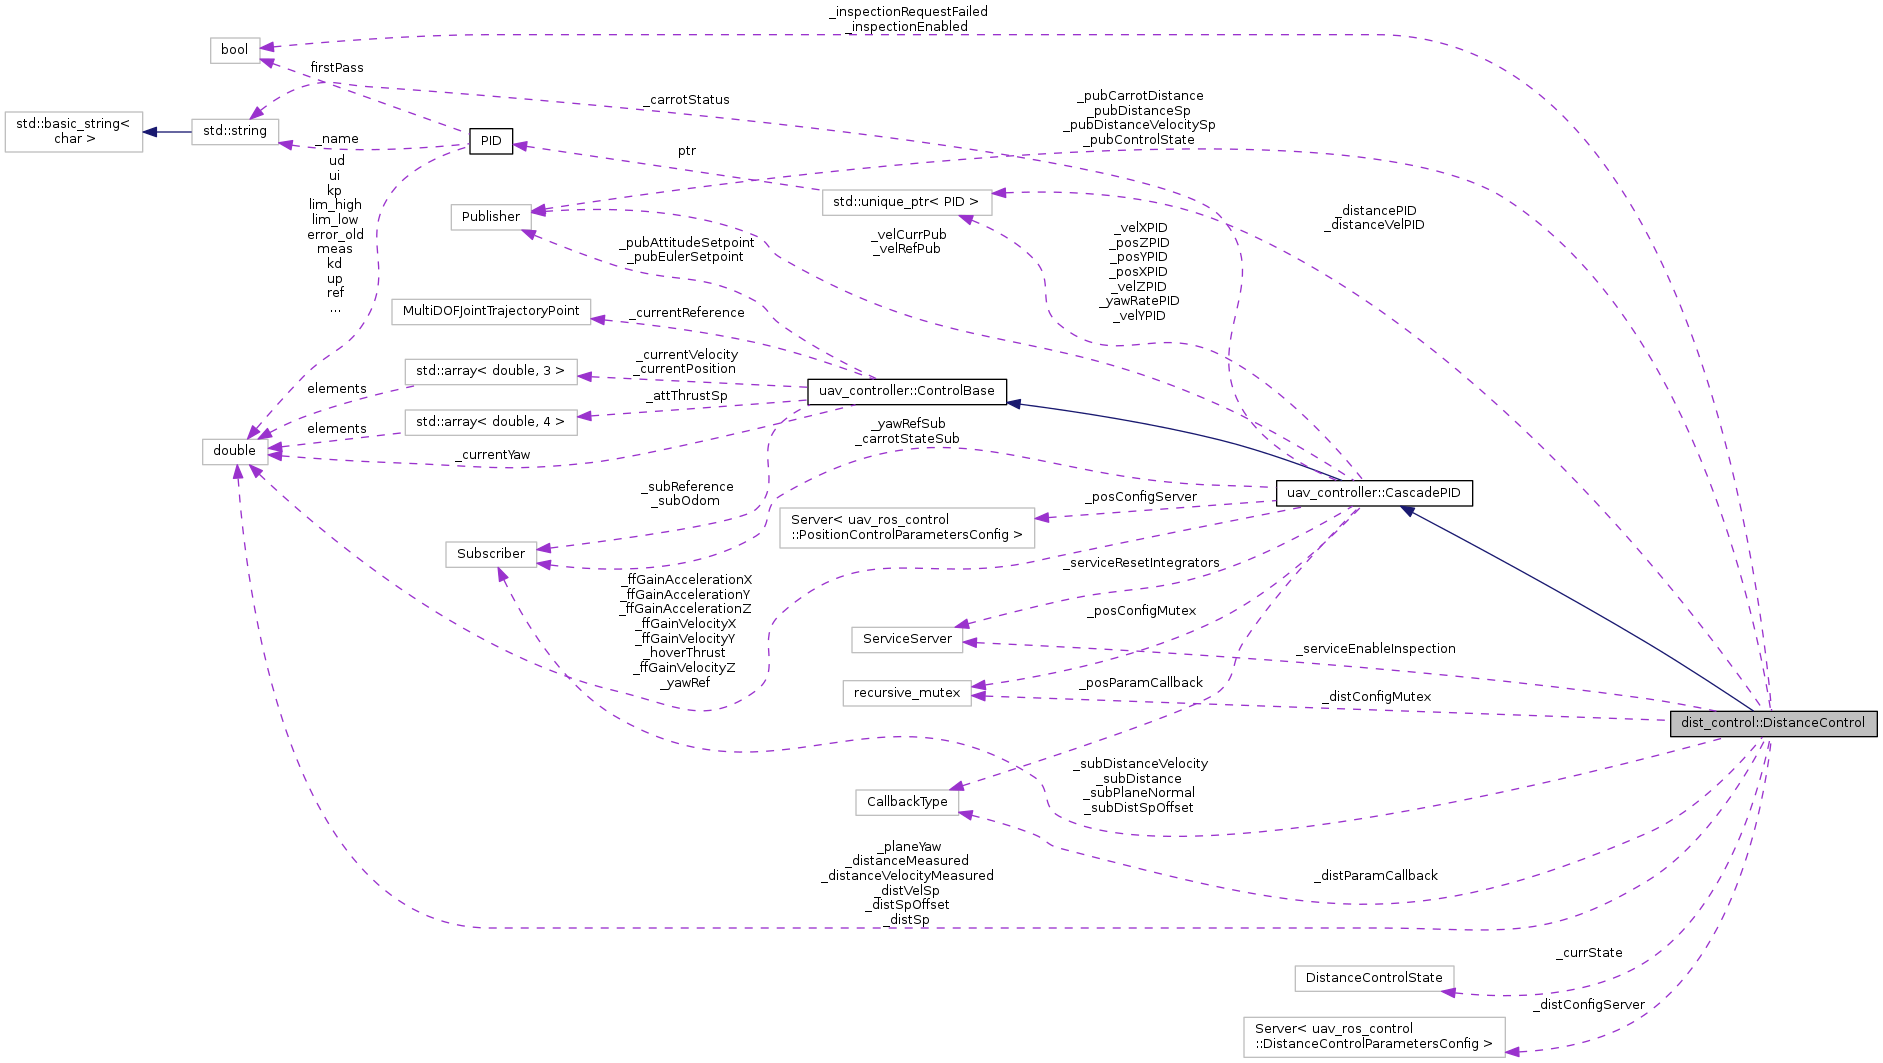 _inspectionRequestFailed
_inspectionEnabled
bool
firstPass
_carrotStatus
std::basic_string<
char >
std::string
_name
PID
ptr
_pubCarrotDistance
_pubDistanceSp
_pubDistanceVelocitySp
_pubControlState
ud
ui
kp
lim_high
lim_low
error_old
meas
kd
up
ref
...
Publisher
std::unique_ptr< PID >
_distancePID
_distanceVelPID
_pubAttitudeSetpoint
_pubEulerSetpoint
_velCurrPub
_velRefPub
_velXPID
_posZPID
_posYPID
_posXPID
_velZPID
_yawRatePID
_velYPID
MultiDOFJointTrajectoryPoint
_currentReference
std::array< double, 3 >
_currentVelocity
_currentPosition
elements
uav_controller::ControlBase
_attThrustSp
std::array< double, 4 >
elements
double
_currentYaw
_yawRefSub
_carrotStateSub
_subReference
_subOdom
uav_controller::CascadePID
_posConfigServer
Server< uav_ros_control
::PositionControlParametersConfig >
Subscriber
_serviceResetIntegrators
_ffGainAccelerationX
_ffGainAccelerationY
_ffGainAccelerationZ
_ffGainVelocityX
_ffGainVelocityY
_hoverThrust
_ffGainVelocityZ
_yawRef
_posConfigMutex
ServiceServer
_serviceEnableInspection
recursive_mutex
_posParamCallback
_distConfigMutex
dist_control::DistanceControl
_subDistanceVelocity
_subDistance
_subPlaneNormal
_subDistSpOffset
CallbackType
_planeYaw
_distanceMeasured
_distanceVelocityMeasured
_distVelSp
_distSpOffset
_distSp
_distParamCallback
_currState
DistanceControlState
_distConfigServer
Server< uav_ros_control
::DistanceControlParametersConfig >